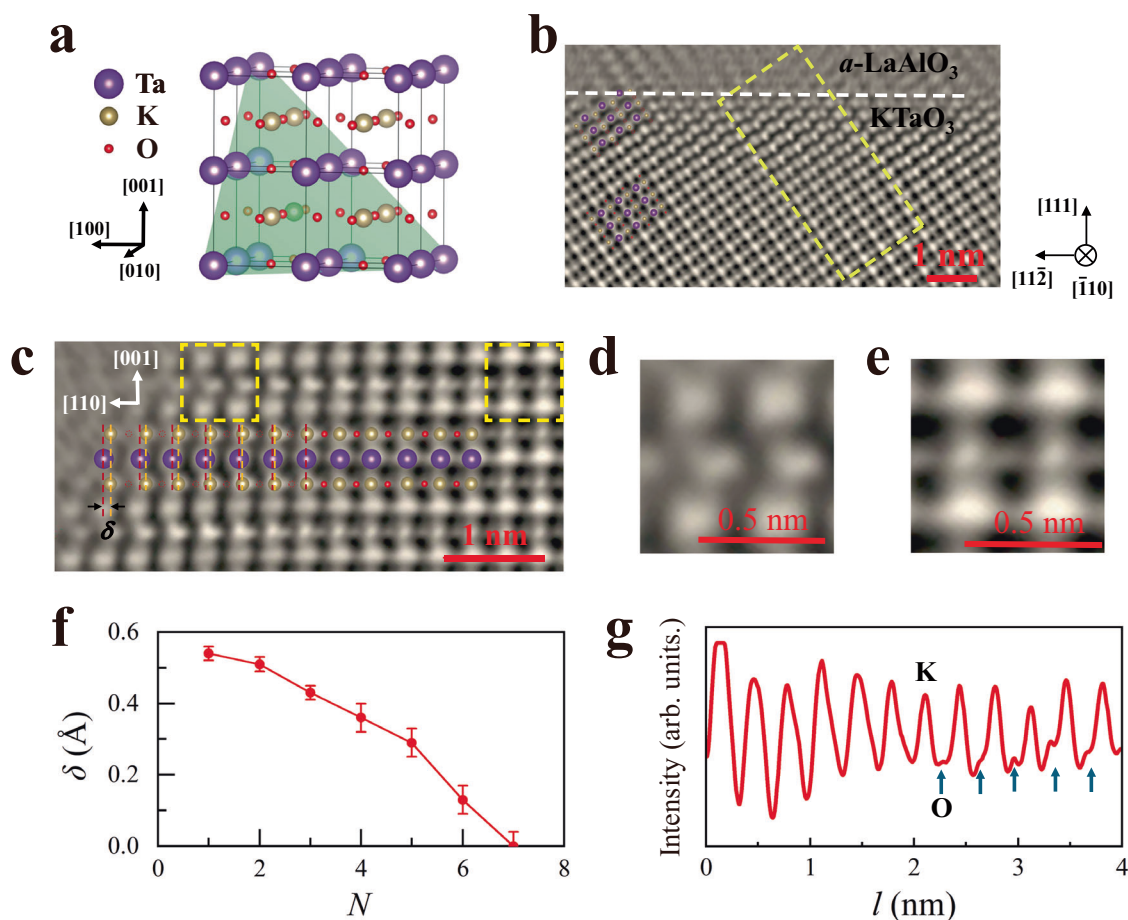 a
Ta
K
O
[001]
[100]
[010]
b
a-LaAlO₃
KTaO₃
1 nm
[111]
[112̄]
[1̄10]
c
[001]
[110]
δ
1 nm
d
0.5 nm
e
0.5 nm
f
0.6
0.4
0.2
0.0
0 2 4 6 8
δ (Å)
N
g
K
O
Intensity (arb. units.)
0 1 2 3 4
l (nm)